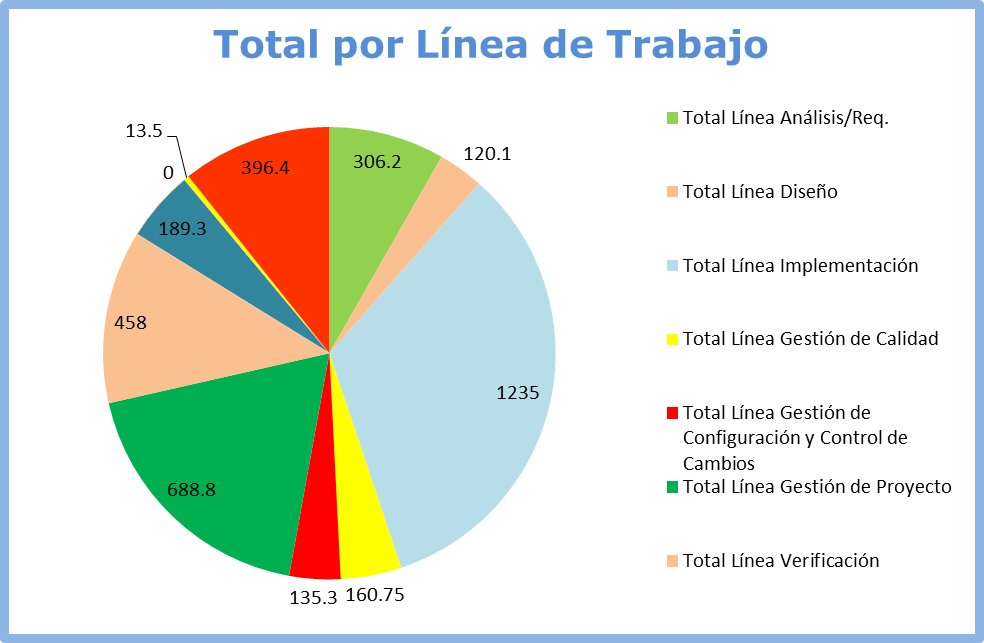 Total por Línea de Trabajo
13.5
0
396.4
306.2
120.1
189.3
458
1235
688.8
135.3
160.75
Total Línea Análisis/Req.
Total Línea Diseño
Total Línea Implementación
Total Línea Gestión de Calidad
Total Línea Gestión de
Configuración y Control de
Cambios
Total Línea Gestión de Proyecto
Total Línea Verificación